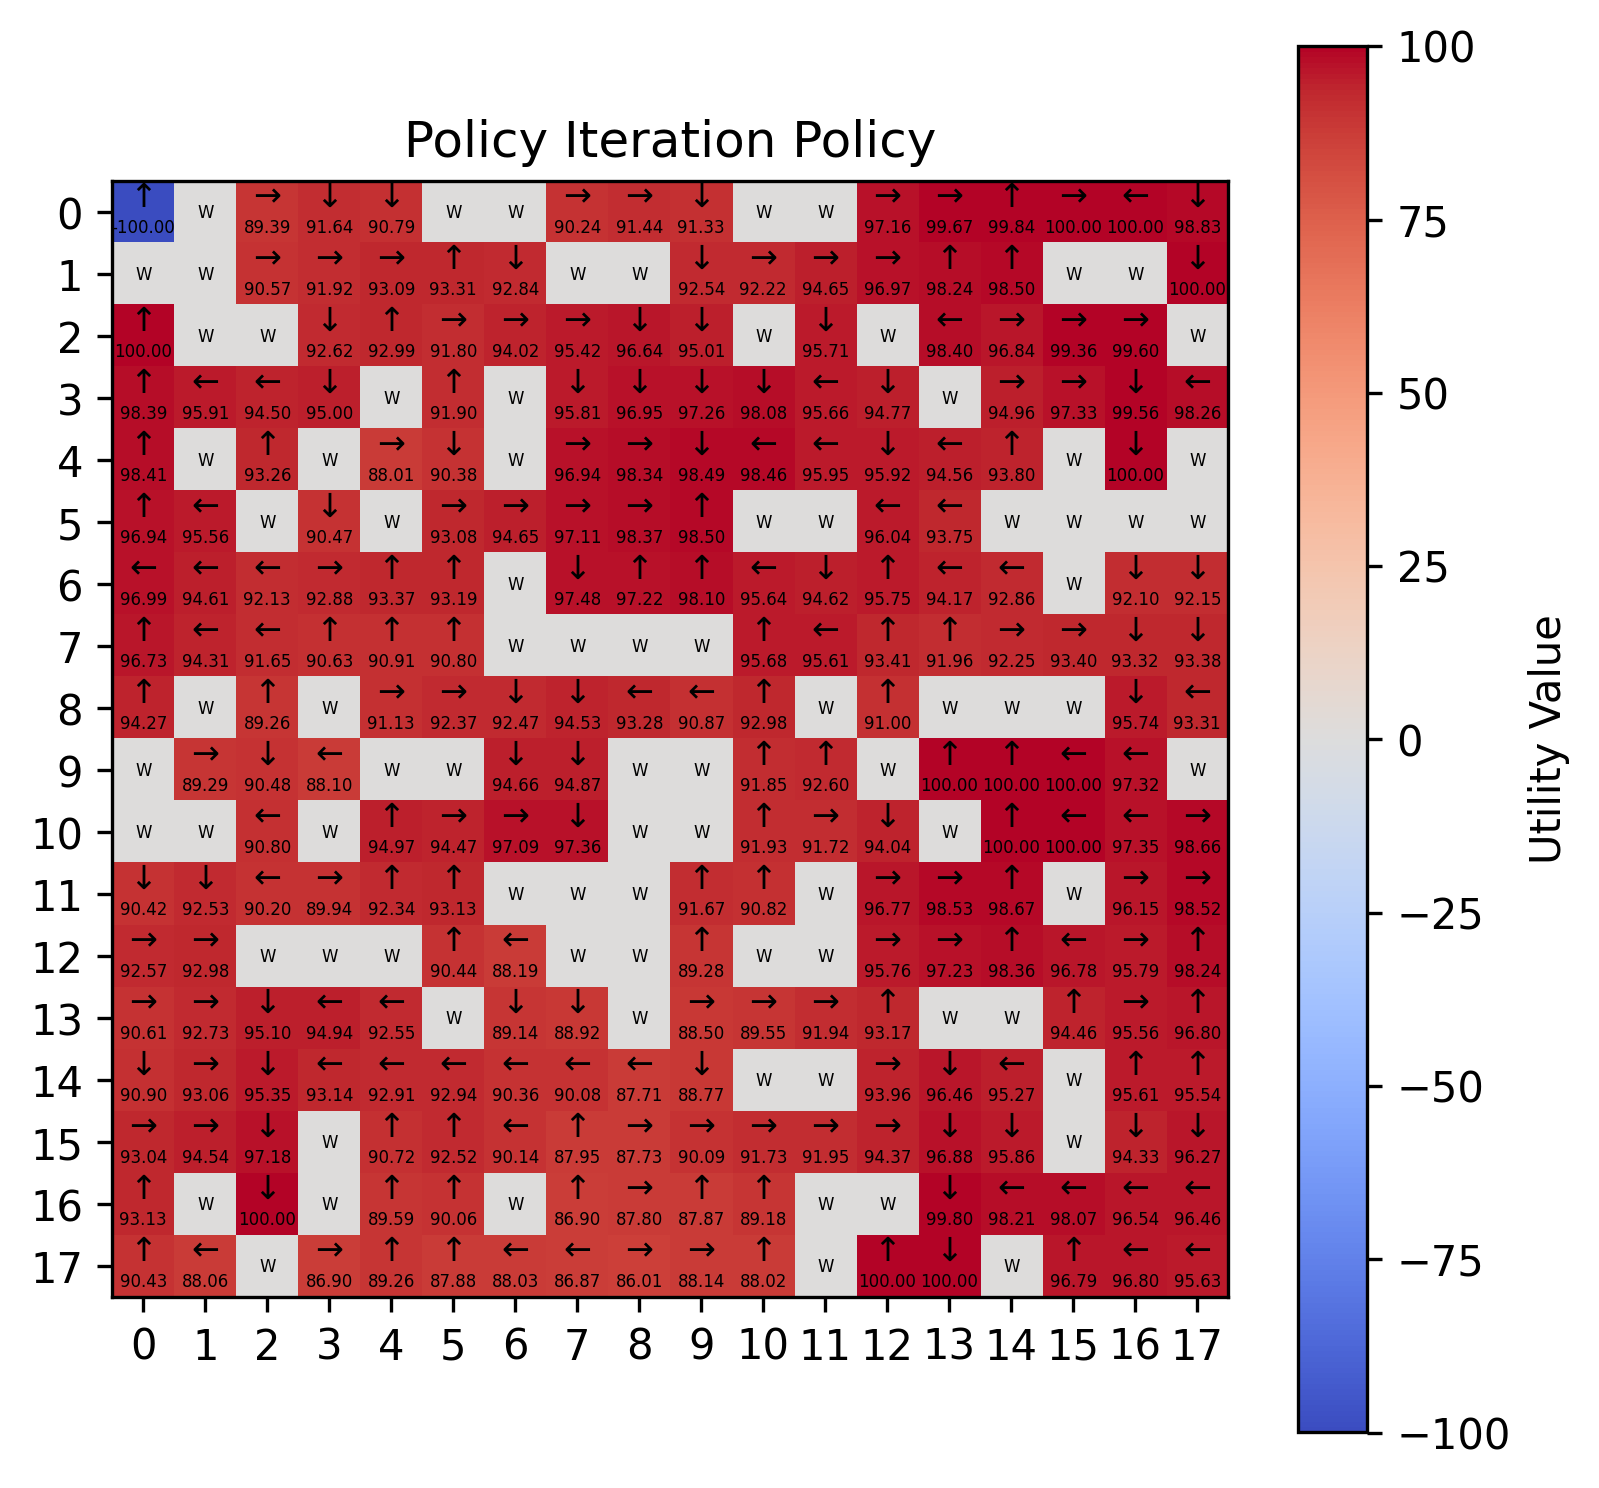 Policy Iteration Policy
0 ↑ W → ↓ ↓ W W → → ↓ W W → → ↑ → ← ↓
-100.00 89.39 91.64 90.79 90.24 91.44 91.33 97.16 99.67 99.84 100.00 100.00 98.83
1 W W → → → ↑ ↓ W W ↓ → → → ↑ ↑ W W ↓
90.57 91.92 93.09 93.31 92.84 92.54 92.22 94.65 96.97 98.24 98.50 100.00
2 ↑ W W ↓ ↑ → → → ↓ ↓ W ↓ W ← → → → W
100.00 92.62 92.99 91.80 94.02 95.42 96.64 95.01 95.71 98.40 96.84 99.36 99.60
3 ↑ ← ← ↓ W ↑ W ↓ ↓ ↓ ↓ ← ↓ W → → ↓ ←
98.39 95.91 94.50 95.00 91.90 95.81 96.95 97.26 98.08 95.66 94.77 94.96 97.33 99.56 98.26
4 ↑ W ↑ W → ↓ W → → ↓ ← ← ↓ ← ↑ W ↓ W
98.41 93.26 88.01 90.38 96.94 98.34 98.49 98.46 95.95 95.92 94.56 93.80 100.00
5 ↑ ← W ↓ W → → → → ↑ W W ← ← W W W W
96.94 95.56 90.47 93.08 94.65 97.11 98.37 98.50 96.04 93.75
6 ← ← ← → ↑ ↑ W ↓ ↑ ↑ ← ↓ ↑ ← ← W ↓ ↓
96.99 94.61 92.13 92.88 93.37 93.19 97.48 97.22 98.10 95.64 94.62 95.75 94.17 92.86 92.10 92.15
7 ↑ ← ← ↑ ↑ ↑ W W W W ↑ ← ↑ ↑ → → ↓ ↓
96.73 94.31 91.65 90.63 90.91 90.80 95.68 95.61 93.41 91.96 92.25 93.40 93.32 93.38
8 ↑ W ↑ W → → ↓ ↓ ← ← ↑ W ↑ W W W ↓ ←
94.27 89.26 91.13 92.37 92.47 94.53 93.28 90.87 92.98 91.00 95.74 93.31
9 W → ↓ ← W W ↓ ↓ W W ↑ ↑ W ↑ ↑ ← ← W
89.29 90.48 88.10 94.66 94.87 91.85 92.60 100.00 100.00 100.00 97.32
10 W W ← W ↑ → → ↓ W W ↑ → ↓ W ↑ ← ← →
90.80 94.97 94.47 97.09 97.36 91.93 91.72 94.04 100.00 100.00 97.35 98.66
11 ↓ ↓ ← → ↑ ↑ W W W ↑ ↑ W → → ↑ W → →
90.42 92.53 90.20 89.94 92.34 93.13 91.67 90.82 96.77 98.53 98.67 96.15 98.52
12 → → W W W ↑ ← W W ↑ W W → → ↑ ← → ↑
92.57 92.98 90.44 88.19 89.28 95.76 97.23 98.36 96.78 95.79 98.24
13 → → ↓ ← ← W ↓ ↓ W → → → ↑ W W ↑ → ↑
90.61 92.73 95.10 94.94 92.55 89.14 88.92 88.50 89.55 91.94 93.17 94.46 95.56 96.80
14 ↓ → ↓ ← ← ← ← ← ← ↓ W W → ↓ ← W ↑ ↑
90.90 93.06 95.35 93.14 92.91 92.94 90.36 90.08 87.71 88.77 93.96 96.46 95.27 95.61 95.54
15 → → ↓ W ↑ ↑ ← ↑ → → → → → ↓ ↓ W ↓ ↓
93.04 94.54 97.18 90.72 92.52 90.14 87.95 87.73 90.09 91.73 91.95 94.37 96.88 95.86 94.33 96.27
16 ↑ W ↓ W ↑ ↑ W ↑ → ↑ ↑ W W ↓ ← ← ← ←
93.13 100.00 89.59 90.06 86.90 87.80 87.87 89.18 99.80 98.21 98.07 96.54 96.46
17 ↑ ← W → ↑ ↑ ← ← → → ↑ W ↑ ↓ W ↑ ← ←
90.43 88.06 86.90 89.26 87.88 88.03 86.87 86.01 88.14 88.02 100.00 100.00 96.79 96.80 95.63
0 1 2 3 4 5 6 7 8 9 10 11 12 13 14 15 16 17
100
75
50
25
0
−25
−50
−75
−100
Utility Value